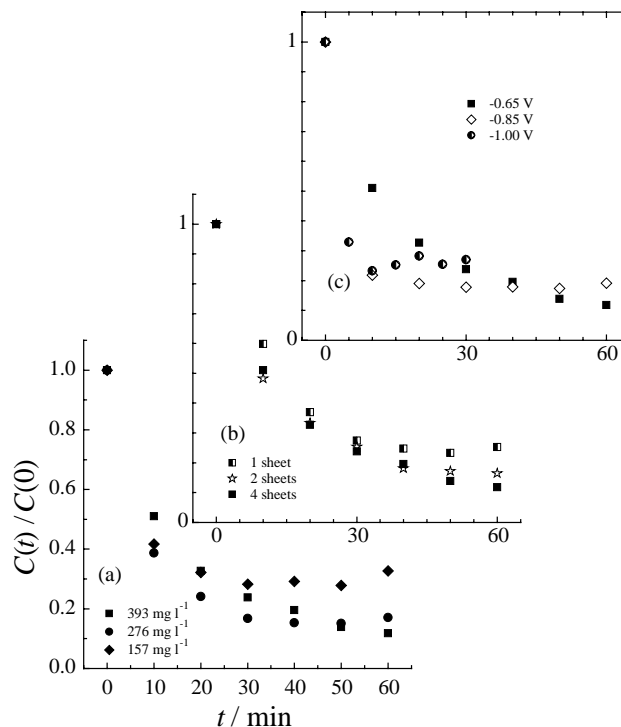 1
-0.65 V
-0.85 V
-1.00 V
(c)
0
0 30 60
1
(b)
1 sheet
2 sheets
4 sheets
0
0 30 60
C(t) / C(0)
1.0
0.8
0.6
0.4
0.2
0.0
(a)
393 mg l⁻¹
276 mg l⁻¹
157 mg l⁻¹
0 10 20 30 40 50 60
t / min